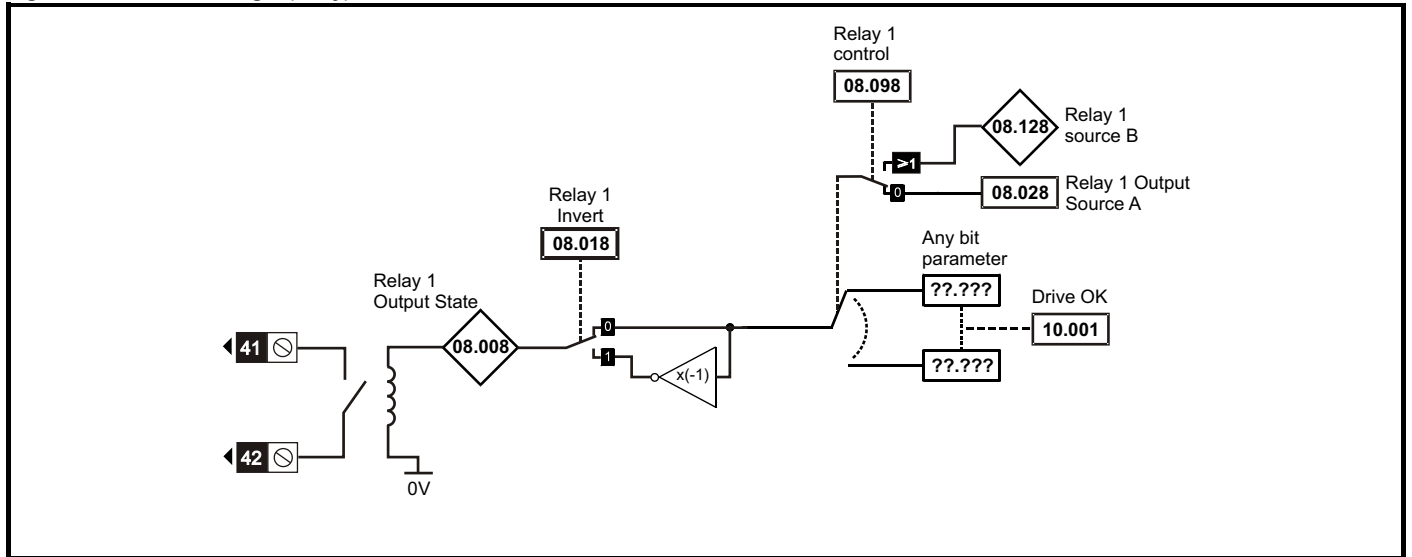 Relay 1
control
08.098
08.128
Relay 1
source B
>1
0
08.028
Relay 1 Output
Source A
Relay 1
Invert
08.018
Any bit
parameter
??.???
Drive OK
10.001
??.???
Relay 1
Output State
08.008
0
1
x(-1)
41
42
0V